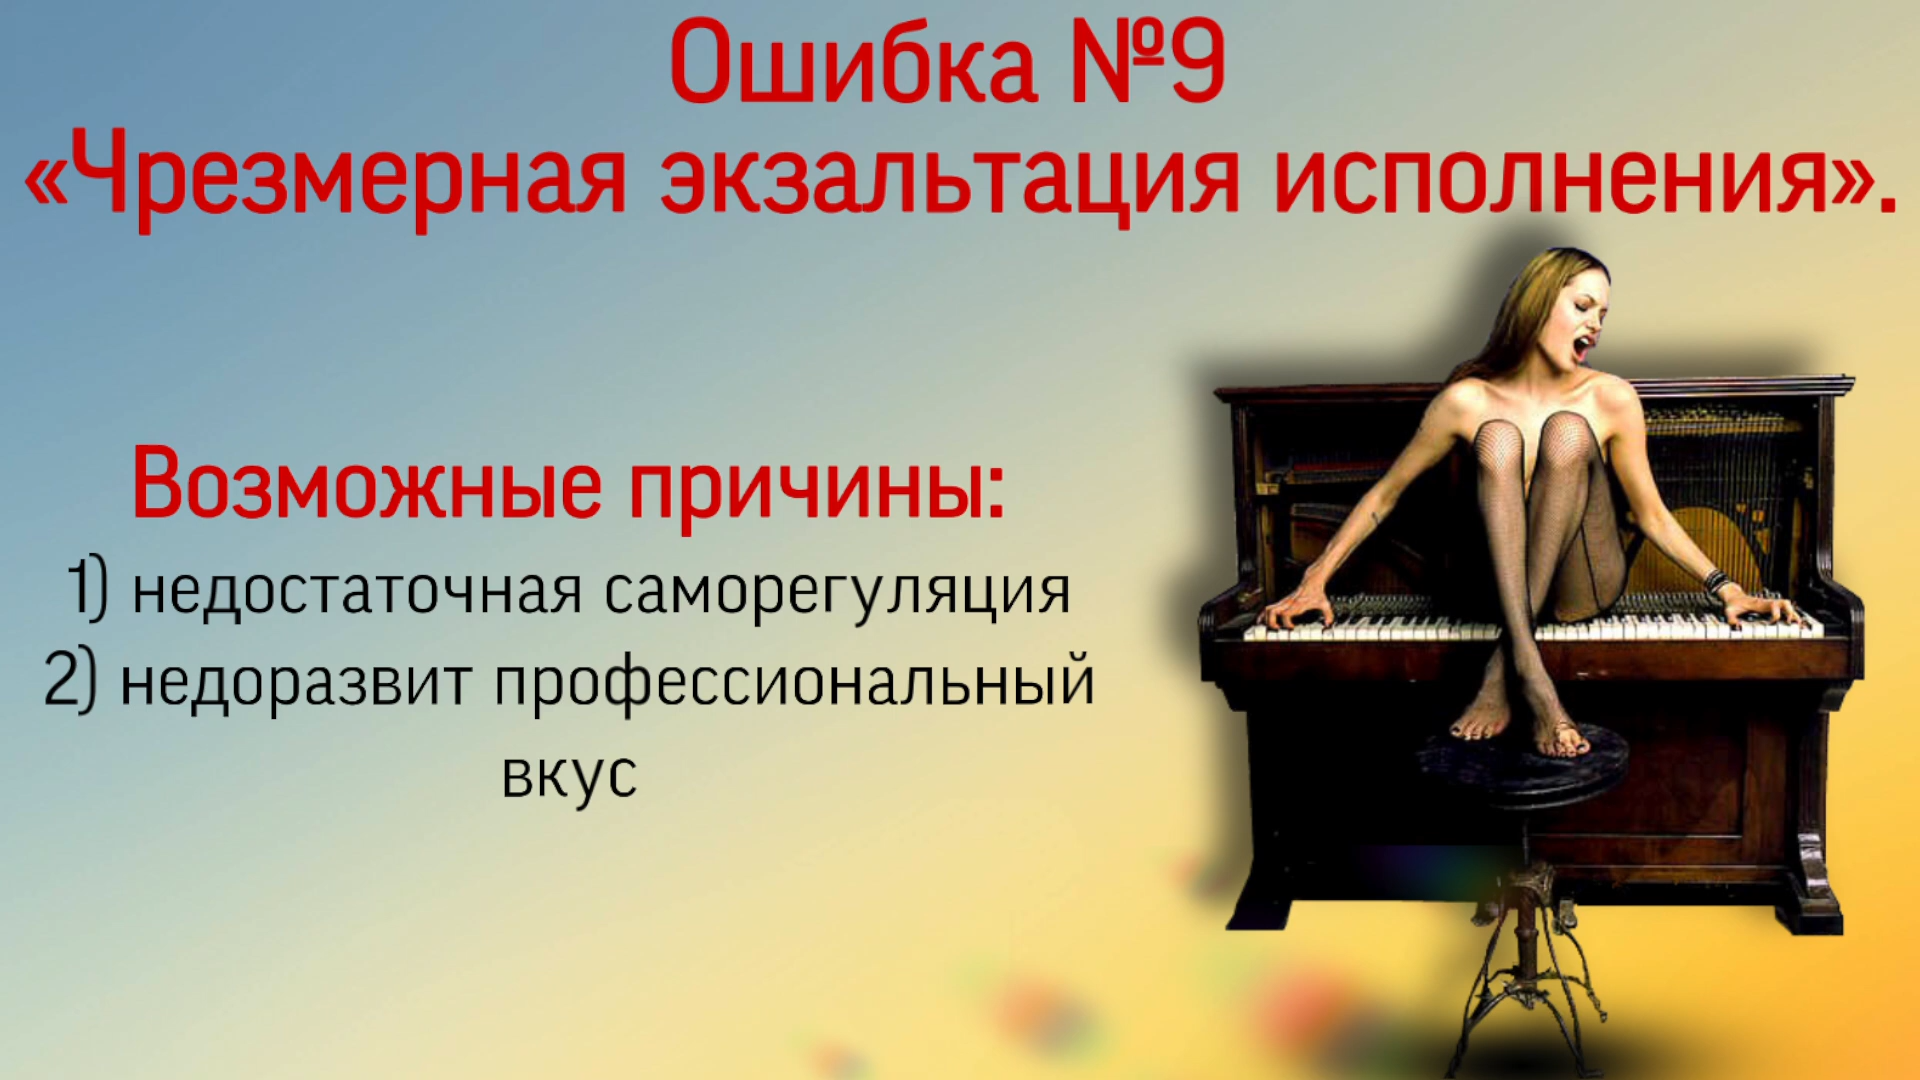 Ошибка №9
«Чрезмерная экзальтация исполнения».
Возможные причины:
1) недостаточная саморегуляция
2) недоразвит профессиональный
вкус